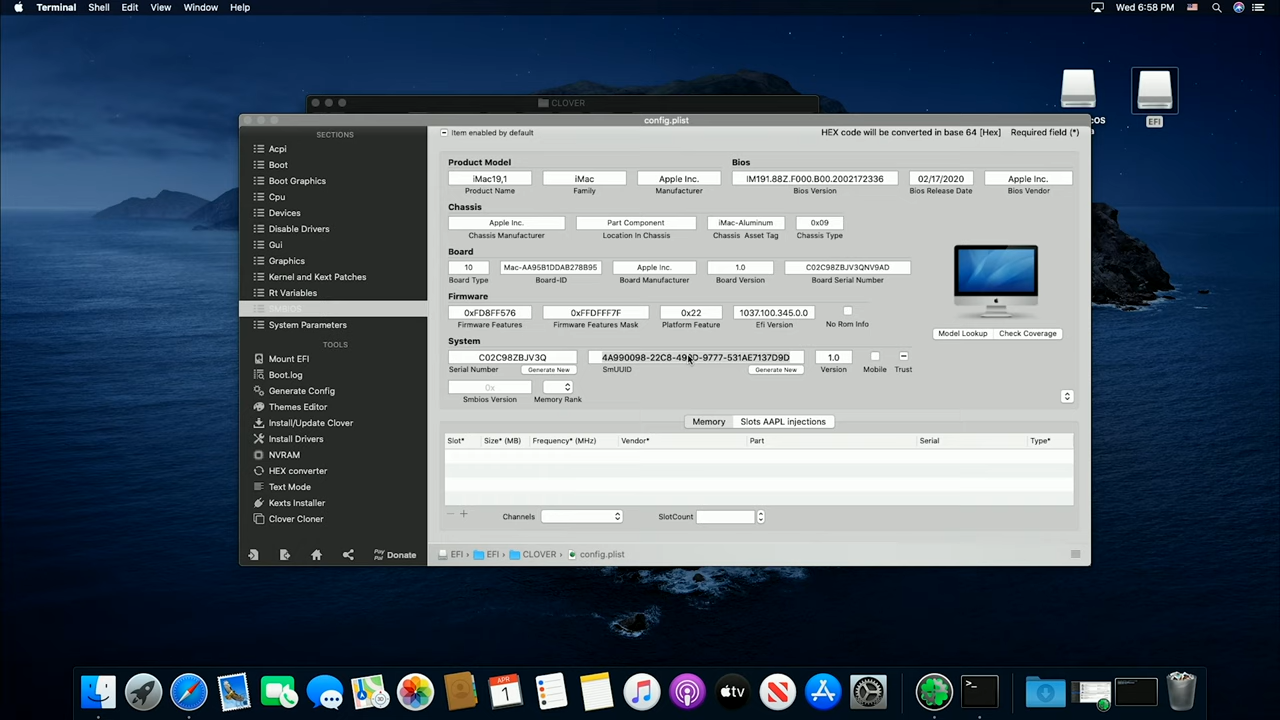 Terminal Shell Edit View Window Help Wed 6:58 PM
CLOVER
config.plist
EFI
SECTIONS
Acpi
Boot
Boot Graphics
Cpu
Devices
Disable Drivers
Gui
Graphics
Kernel and Kext Patches
Rt Variables
SMBIOS
System Parameters
TOOLS
Mount EFI
Boot.log
Generate Config
Themes Editor
Install/Update Clover
Install Drivers
NVRAM
HEX converter
Text Mode
Kexts Installer
Clover Cloner
Pay Pal Donate
Item enabled by default HEX code will be converted in base 64 [Hex] Required field (*)
Product Model Bios
iMac19,1 iMac Apple Inc. IM191.88Z.F000.B00.2002172336 02/17/2020 Apple Inc.
Product Name Family Manufacturer Bios Version Bios Release Date Bios Vendor
Chassis
Apple Inc. Part Component iMac-Aluminum 0x09
Chassis Manufacturer Location In Chassis Chassis Asset Tag Chassis Type
Board
10 Mac-AA95B1DDAB278B95 Apple Inc. 1.0 C02C98ZBJV3QNV9AD
Board Type Board-ID Board Manufacturer Board Version Board Serial Number
Firmware
0xFD8FF576 0xFFDFFF7F 0x22 1037.100.345.0.0
Firmware Features Firmware Features Mask Platform Feature Efi Version No Rom Info
Model Lookup Check Coverage
System
C02C98ZBJV3Q 1.0
Serial Number Generate New SmUUID Generate New Version Mobile Trust
0x
Smbios Version Memory Rank
Memory Slots AAPL injections
Slot* Size* (MB) Frequency* (MHz) Vendor* Part Serial Type*
Channels SlotCount
EFI EFI CLOVER config.plist
APR
1
tv